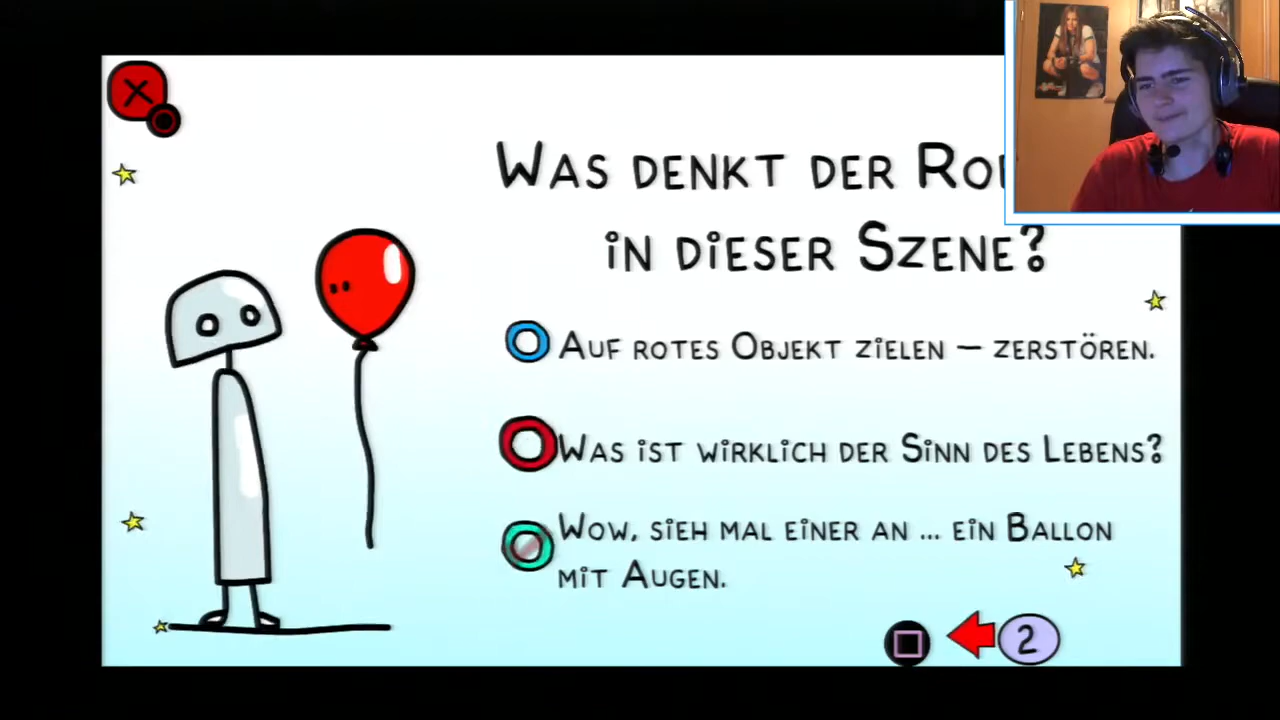 WAS DENKT DER
iN DiESER SZENE?
AUF ROTES OBJEKT ZiELEN – ZERSTÖREN.
WAS iST WiRKLiCH DER SiNN DES LEBENS?
WOW, SiEH MAL EiNER AN ... EiN BALLON
MiT AUGEN.
2